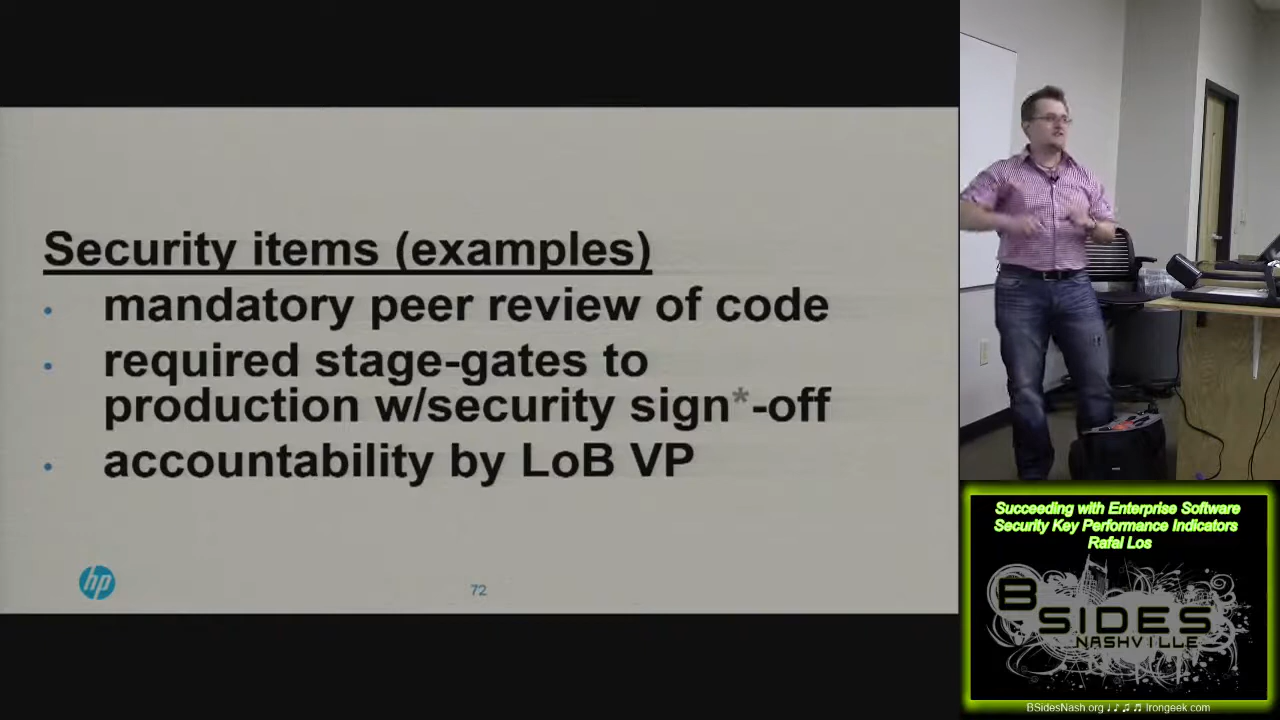 Security items (examples)
• mandatory peer review of code
• required stage-gates to
production w/security sign*-off
• accountability by LoB VP
hp
72
Succeeding with Enterprise Software
Security Key Performance Indicators
Rafal Los
BSIDES
NASHVILLE
BSidesNash.org ♩♪♫♬ Irongeek.com